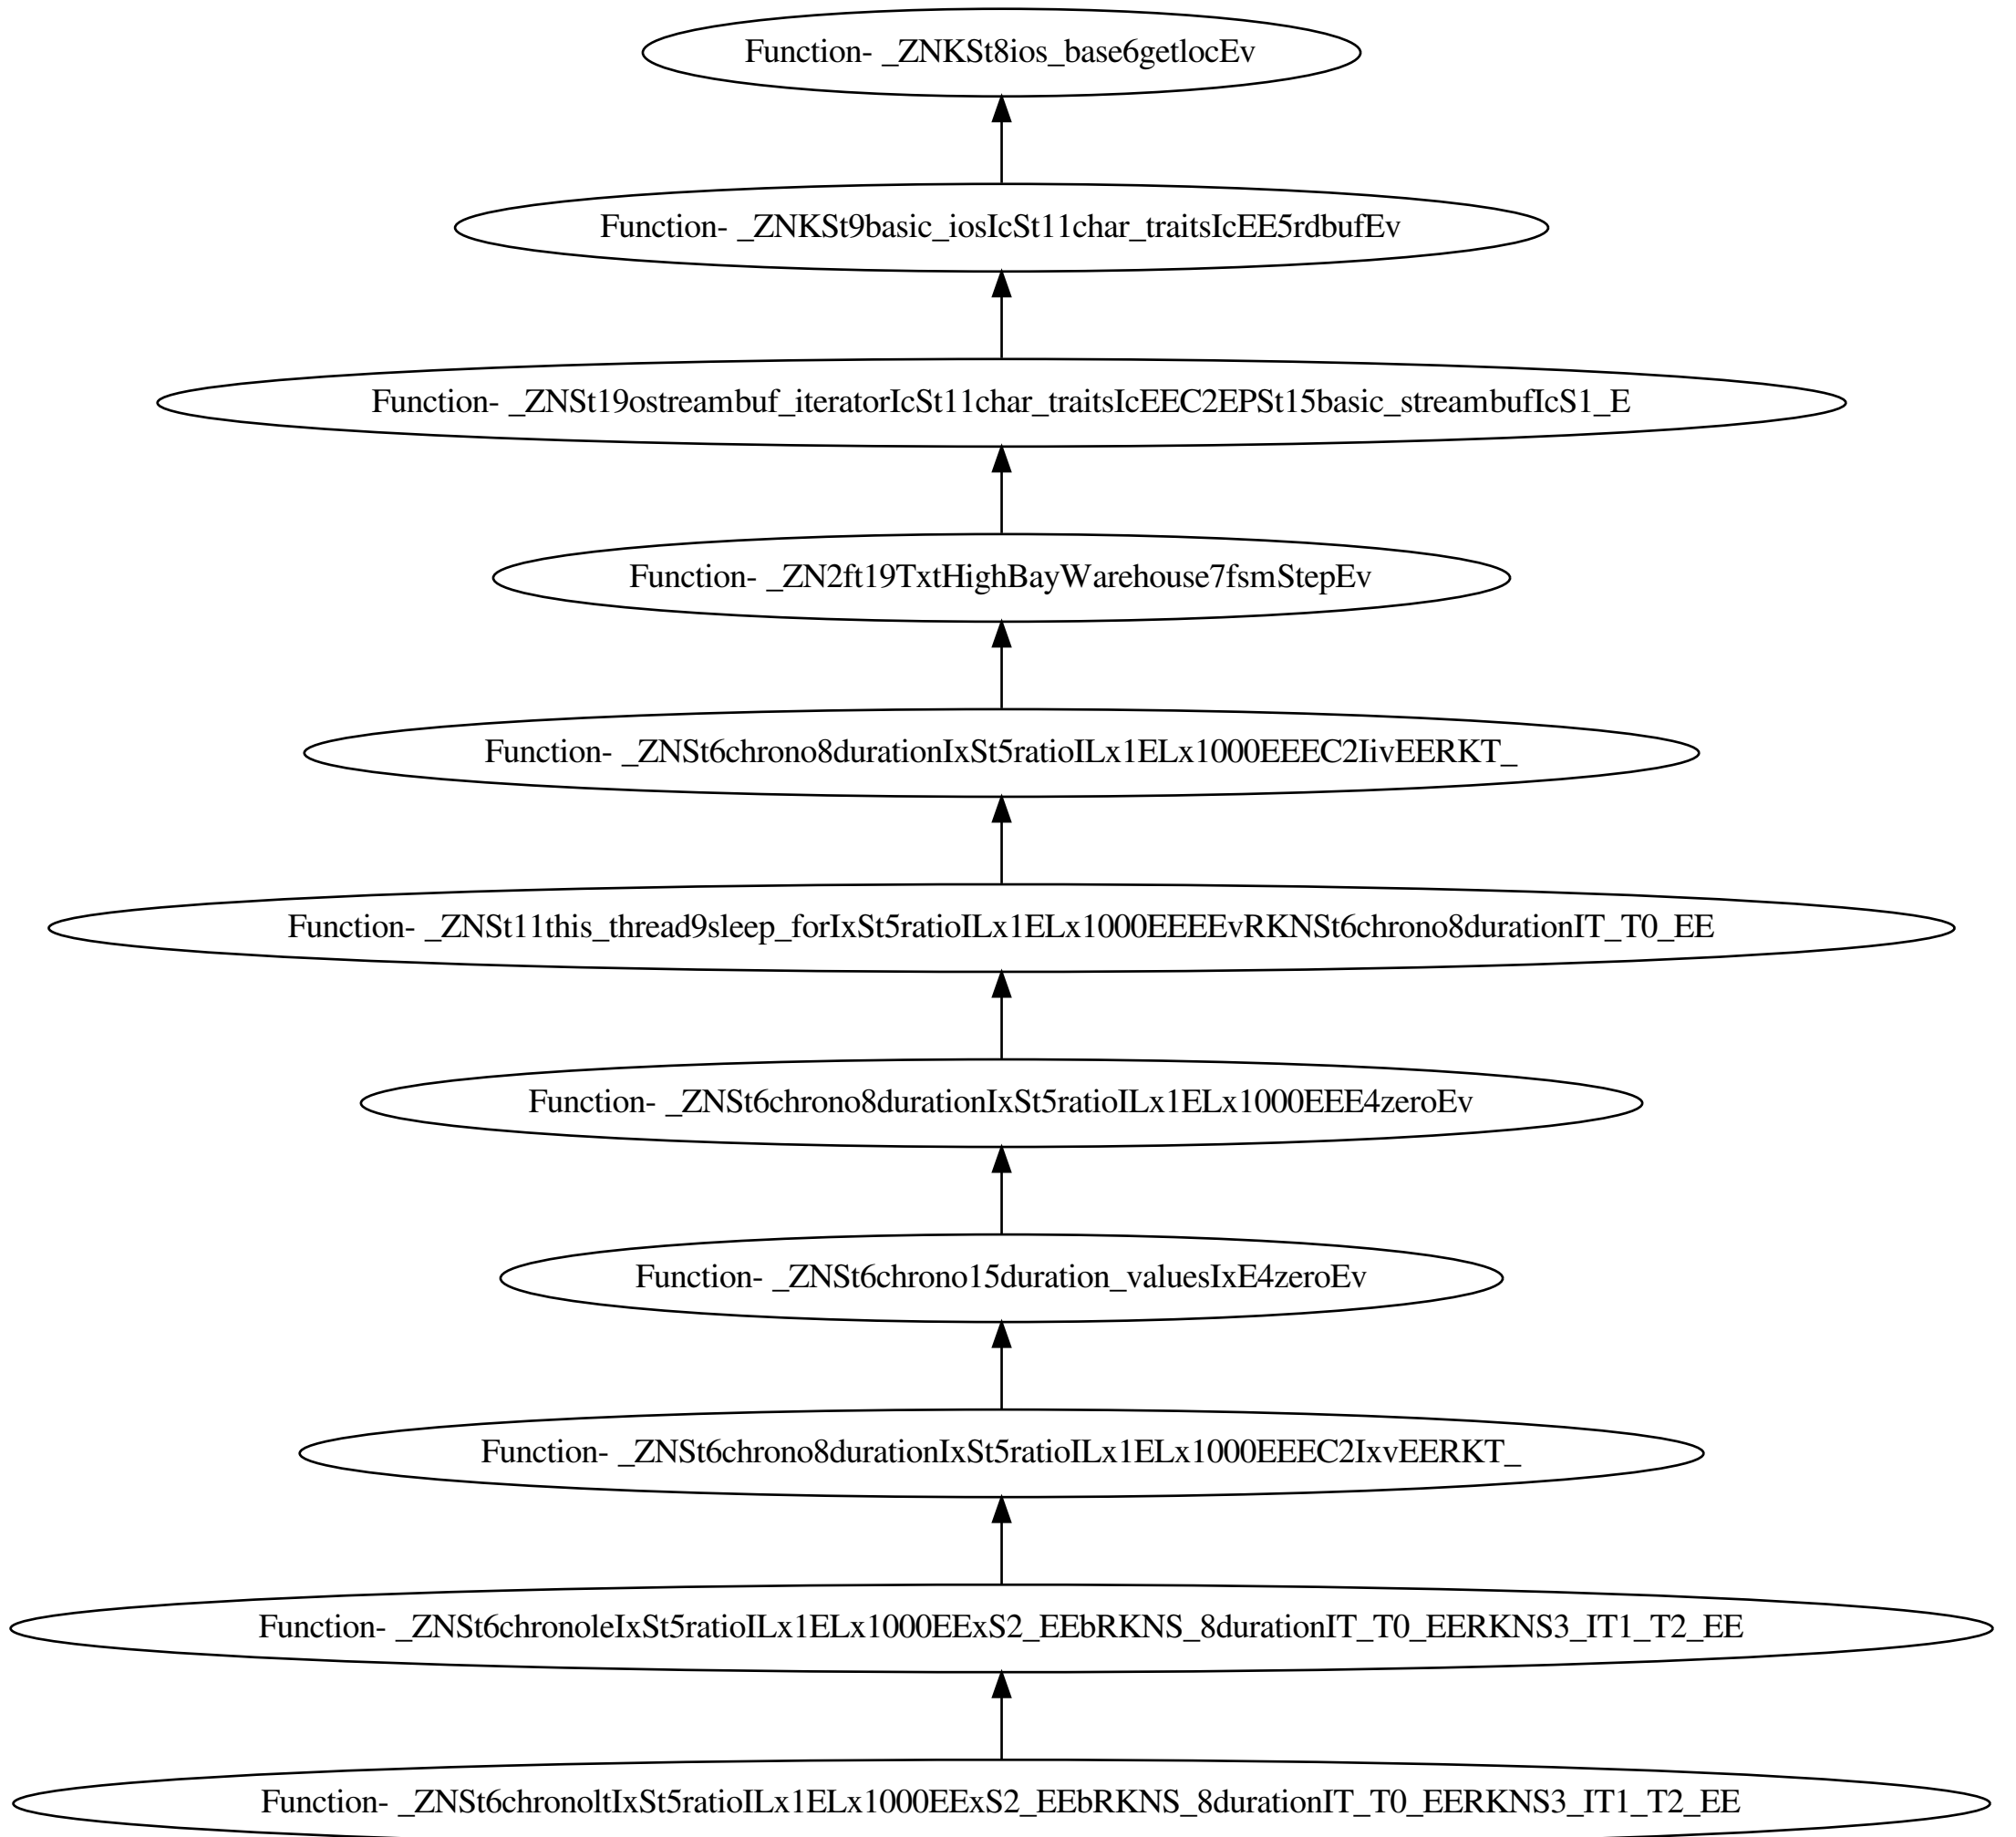 Function- _ZNKSt8ios_base6getlocEv
Function- _ZNKSt9basic_iosIcSt11char_traitsIcEE5rdbufEv
Function- _ZNSt19ostreambuf_iteratorIcSt11char_traitsIcEEC2EPSt15basic_streambufIcS1_E
Function- _ZN2ft19TxtHighBayWarehouse7fsmStepEv
Function- _ZNSt6chrono8durationIxSt5ratioILx1ELx1000EEEC2IivEERKT_
Function- _ZNSt11this_thread9sleep_forIxSt5ratioILx1ELx1000EEEEvRKNSt6chrono8durationIT_T0_EE
Function- _ZNSt6chrono8durationIxSt5ratioILx1ELx1000EEE4zeroEv
Function- _ZNSt6chrono15duration_valuesIxE4zeroEv
Function- _ZNSt6chrono8durationIxSt5ratioILx1ELx1000EEEC2IxvEERKT_
Function- _ZNSt6chronoleIxSt5ratioILx1ELx1000EExS2_EEbRKNS_8durationIT_T0_EERKNS3_IT1_T2_EE
Function- _ZNSt6chronoltIxSt5ratioILx1ELx1000EExS2_EEbRKNS_8durationIT_T0_EERKNS3_IT1_T2_EE